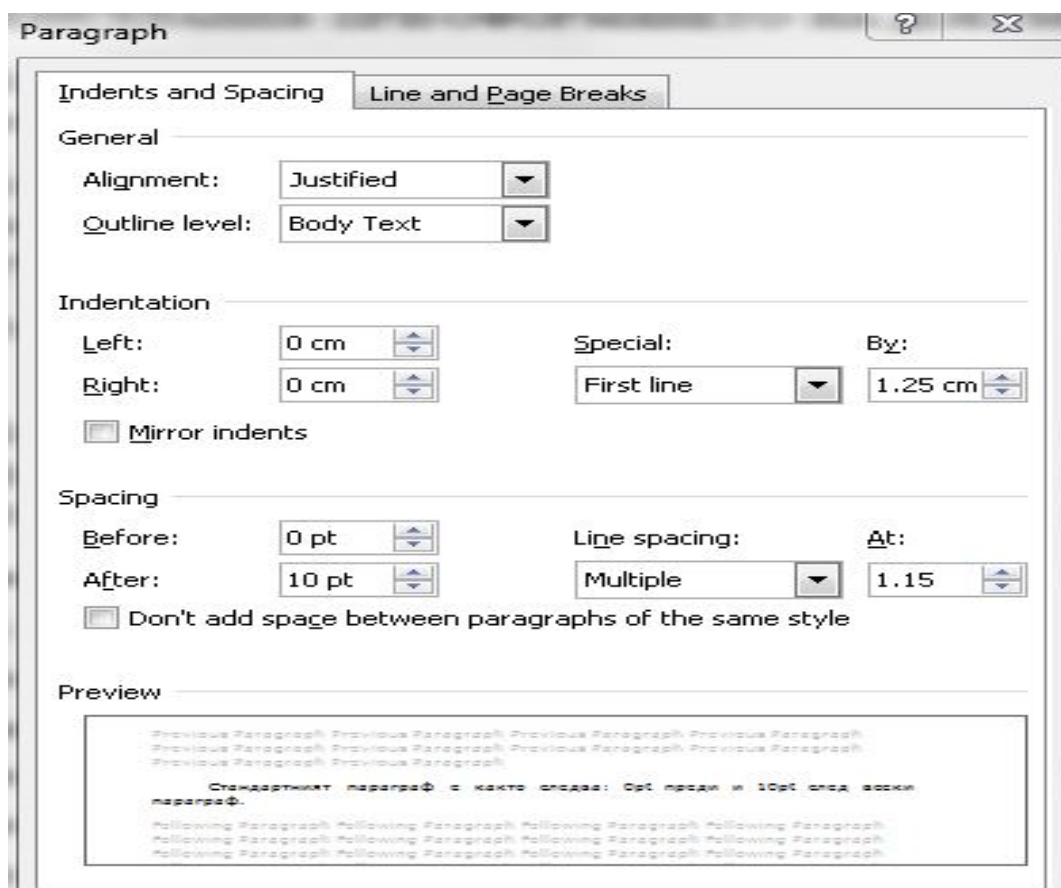 Paragraph
Indents and Spacing Line and Page Breaks
General
Alignment: Justified
Outline level: Body Text
Indentation
Left: 0 cm Special: By:
Right: 0 cm First line 1.25 cm
Mirror indents
Spacing
Before: 0 pt Line spacing: At:
After: 10 pt Multiple 1.15
Don't add space between paragraphs of the same style
Preview
Previous Paragraph Previous Paragraph Previous Paragraph Previous Paragraph
Previous Paragraph Previous Paragraph Previous Paragraph Previous Paragraph
Previous Paragraph Previous Paragraph
Стандартният параграф е както следва: 0pt преди и 10pt след всеки
параграф.
Following Paragraph Following Paragraph Following Paragraph Following Paragraph
Following Paragraph Following Paragraph Following Paragraph Following Paragraph
Following Paragraph Following Paragraph Following Paragraph Following Paragraph